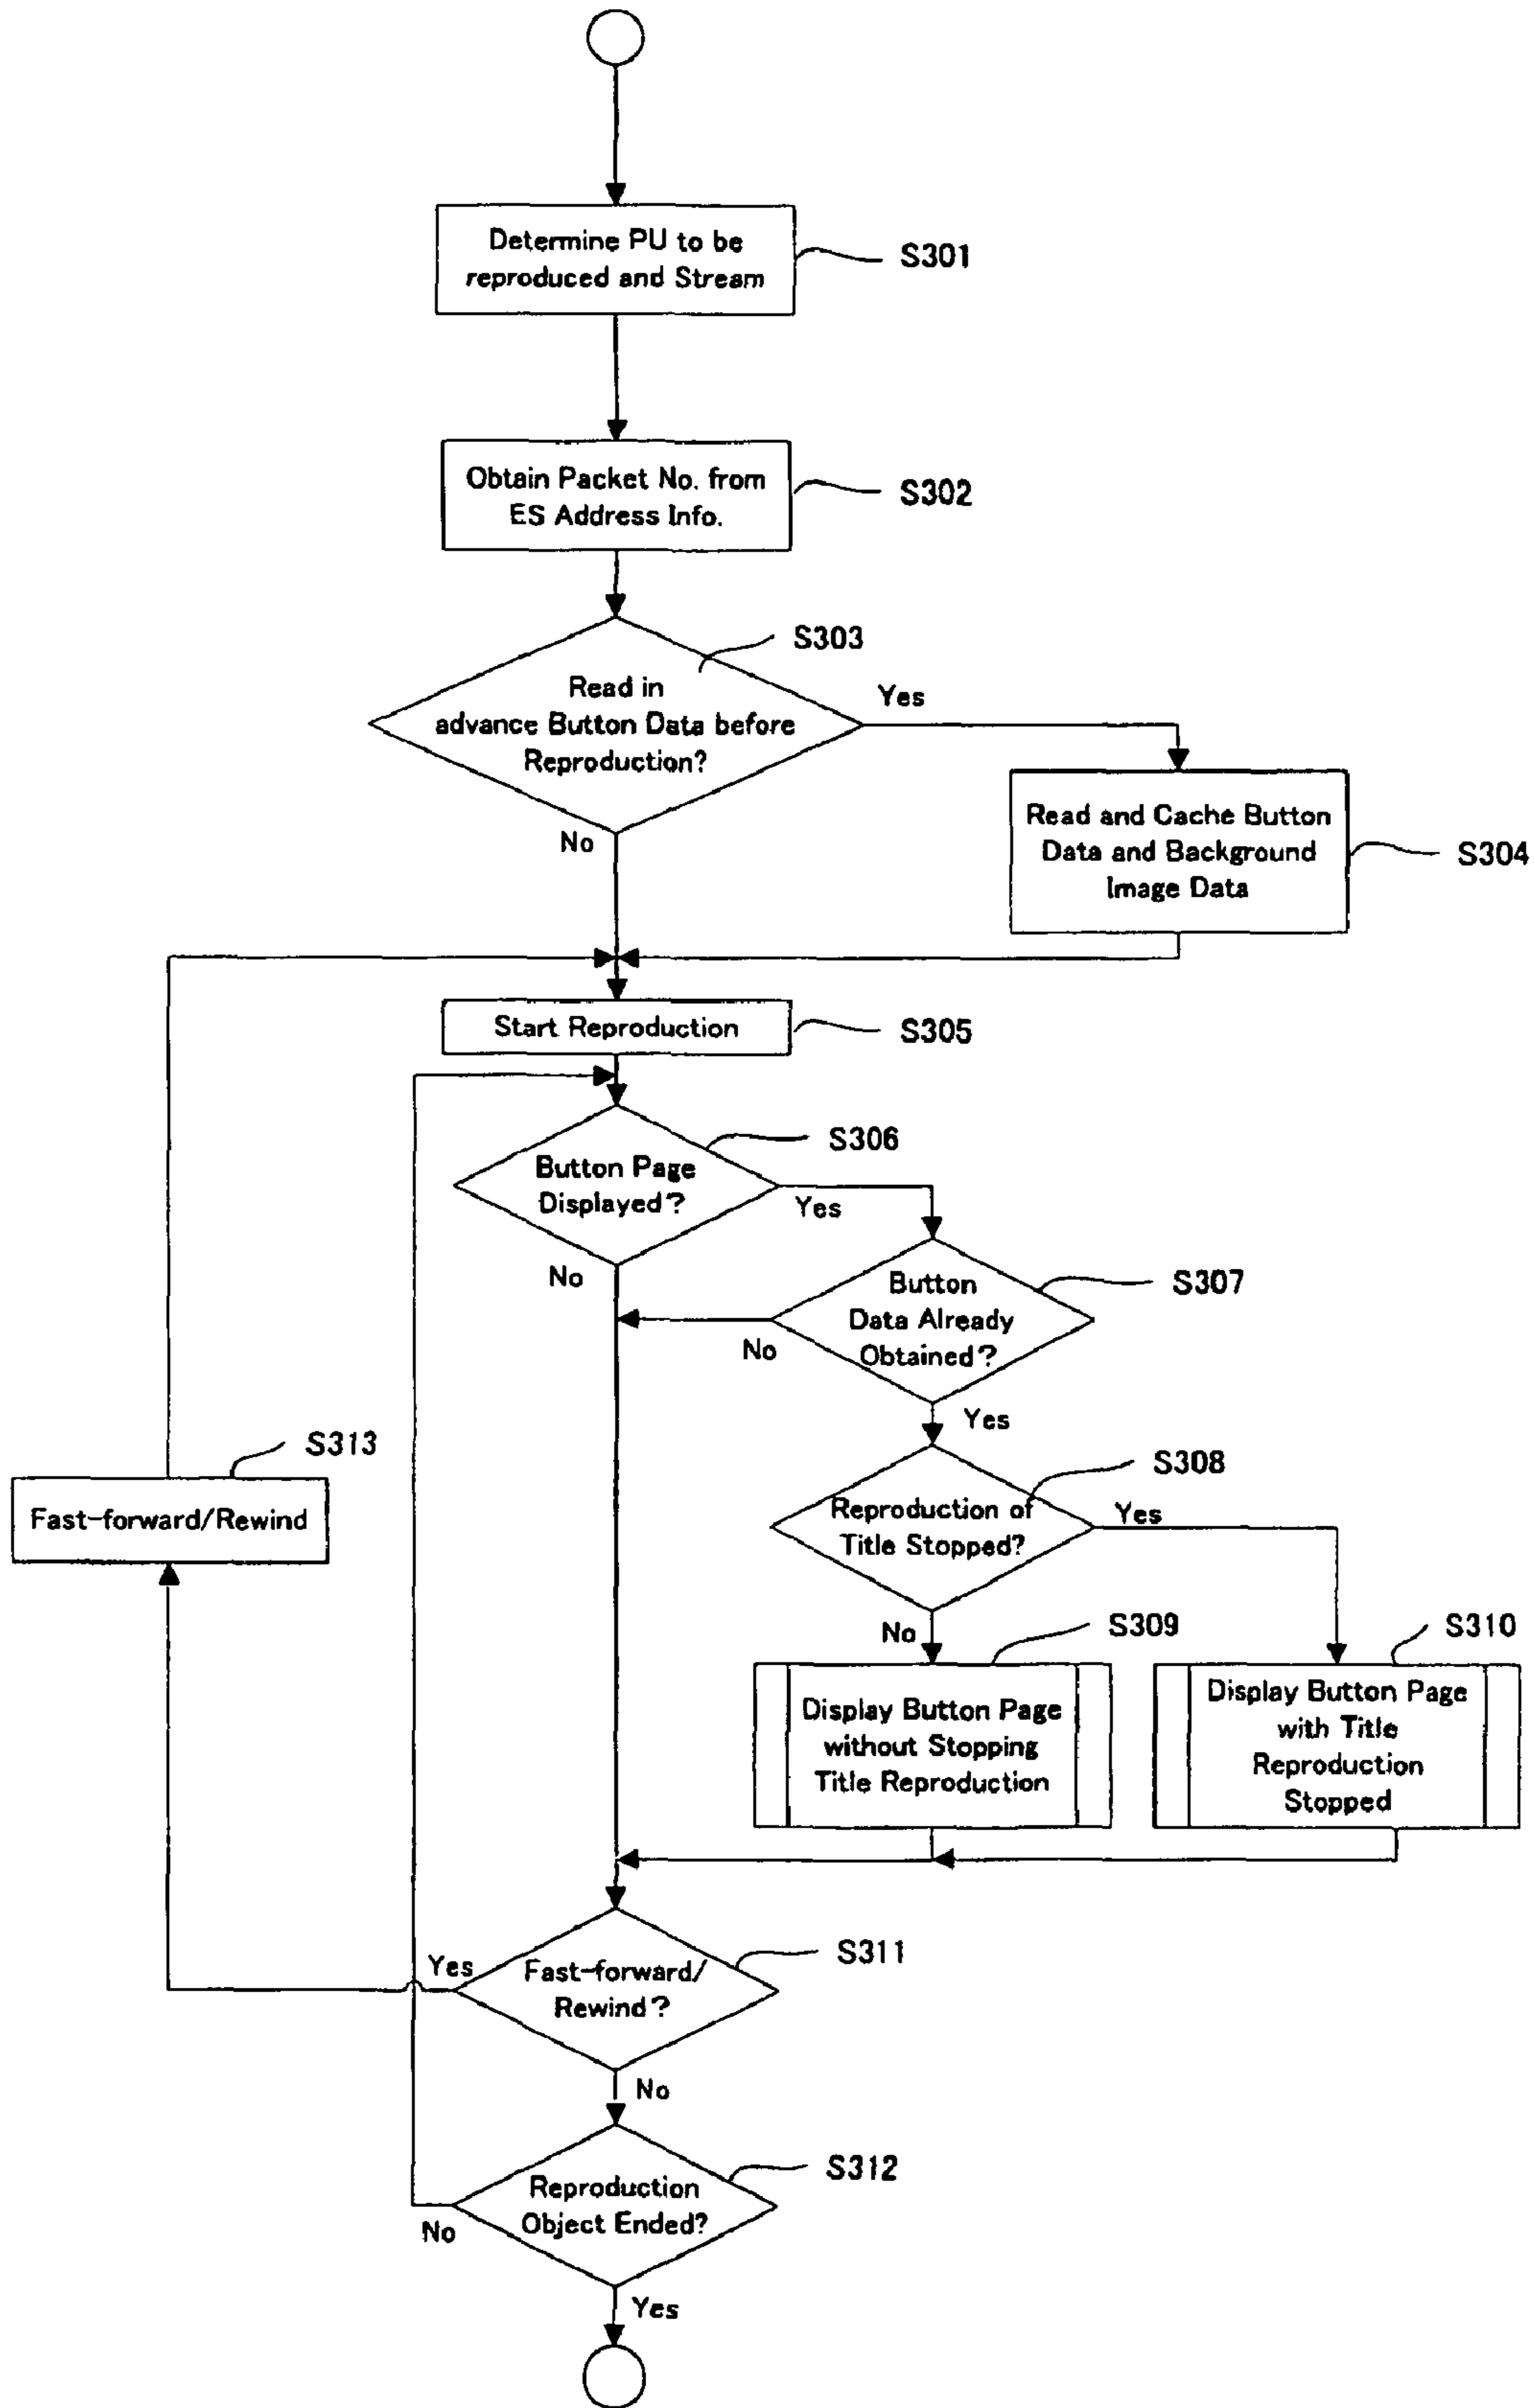 Determine PU to be
reproduced and Stream
S301
Obtain Packet No. from
ES Address Info.
S302
S303
Read in
advance Button Data before
Reproduction?
Yes
No
Read and Cache Button
Data and Background
Image Data
S304
Start Reproduction
S305
S306
Button Page
Displayed?
Yes
No
Button
Data Already
Obtained?
S307
No
Yes
S308
Reproduction of
Title Stopped?
Yes
No
S313
Fast-forward/Rewind
S309
Display Button Page
without Stopping
Title Reproduction
S310
Display Button Page
with Title
Reproduction
Stopped
S311
Fast-forward/
Rewind?
Yes
No
S312
Reproduction
Object Ended?
No
Yes